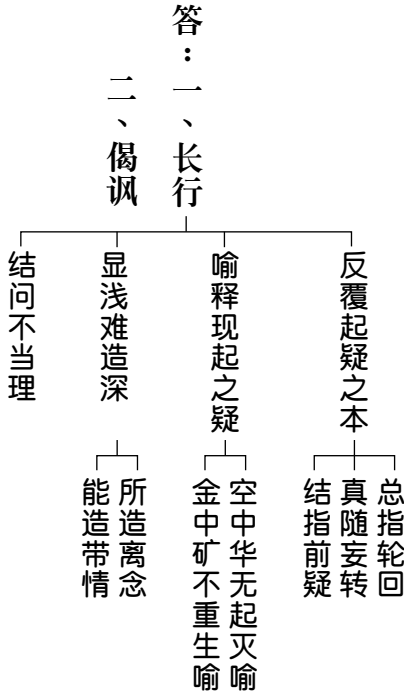 答：一、长行
二、偈讽
反覆起疑之本
总指轮回
真随妄转
结指前疑
喻释现起之疑
空中华无起灭喻
金中矿不重生喻
显浅难造深
所造离念
能造带情
结问不当理